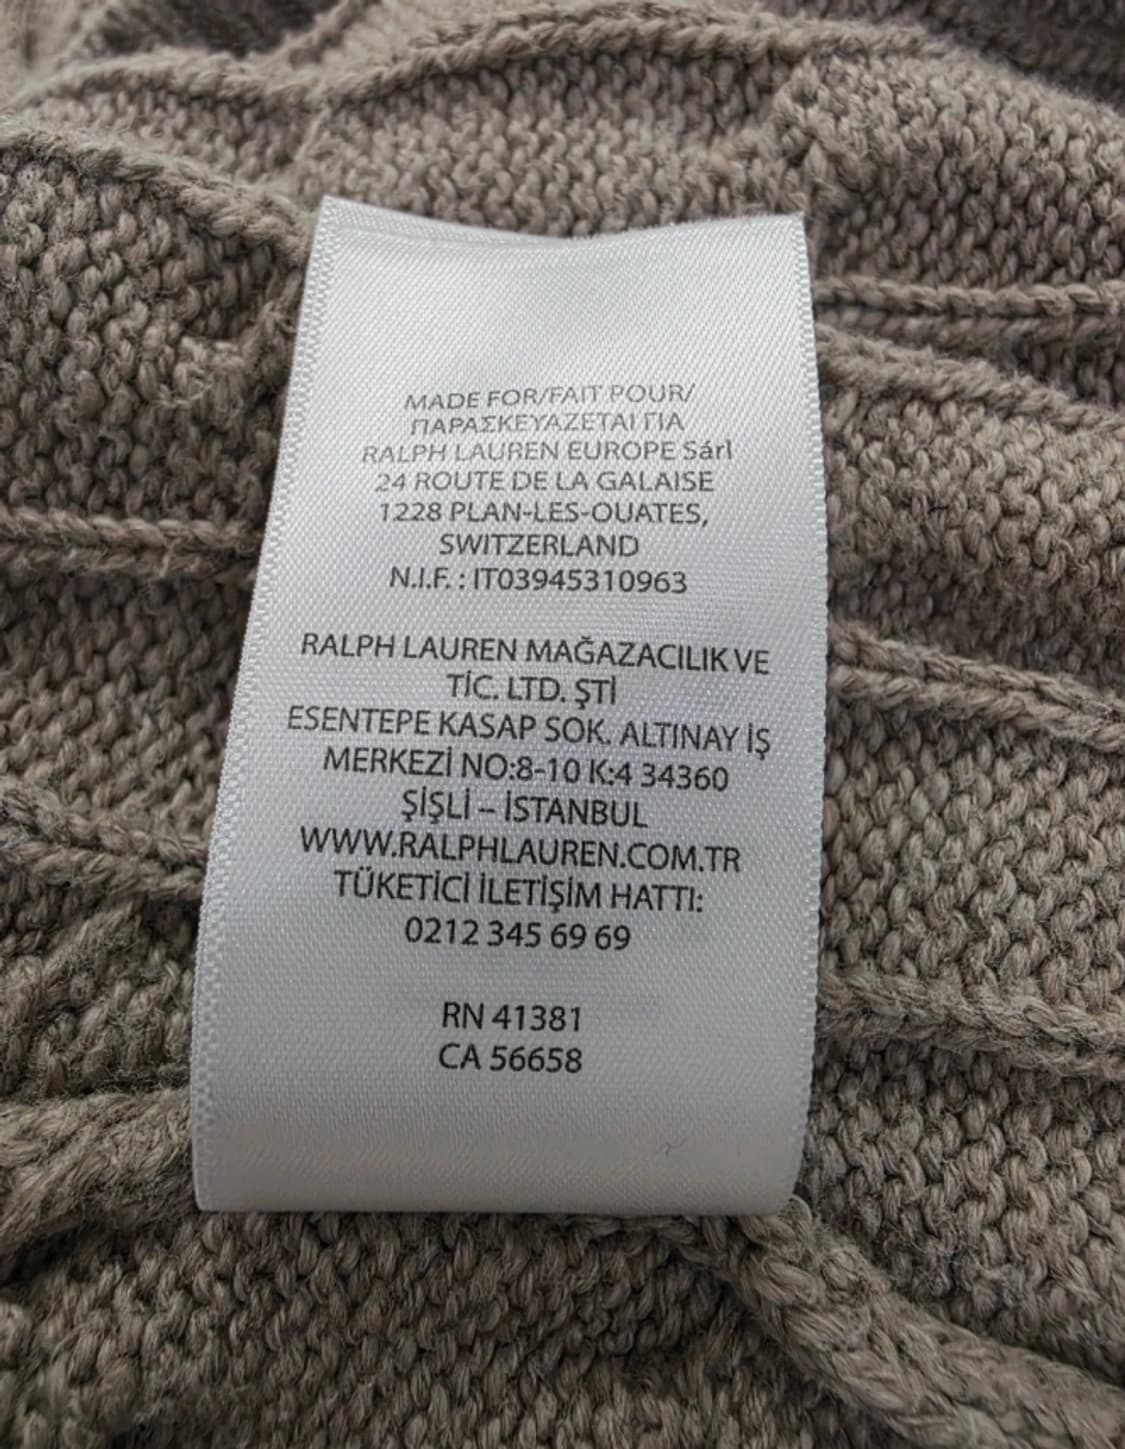 MADE FOR/FAIT POUR/
ΠΑΡΑΣΚΕΥΑΖΕΤΑΙ ΓΙΑ
RALPH LAUREN EUROPE Sárl
24 ROUTE DE LA GALAISE
1228 PLAN-LES-OUATES,
SWITZERLAND
N.I.F. : IT03945310963
RALPH LAUREN MAĞAZACILIK VE
TİC. LTD. ŞTİ
ESENTEPE KASAP SOK. ALTINAY İŞ
MERKEZİ NO:8-10 K:4 34360
ŞİŞLİ – İSTANBUL
WWW.RALPHLAUREN.COM.TR
TÜKETİCİ İLETİŞİM HATTI:
0212 345 69 69
RN 41381
CA 56658